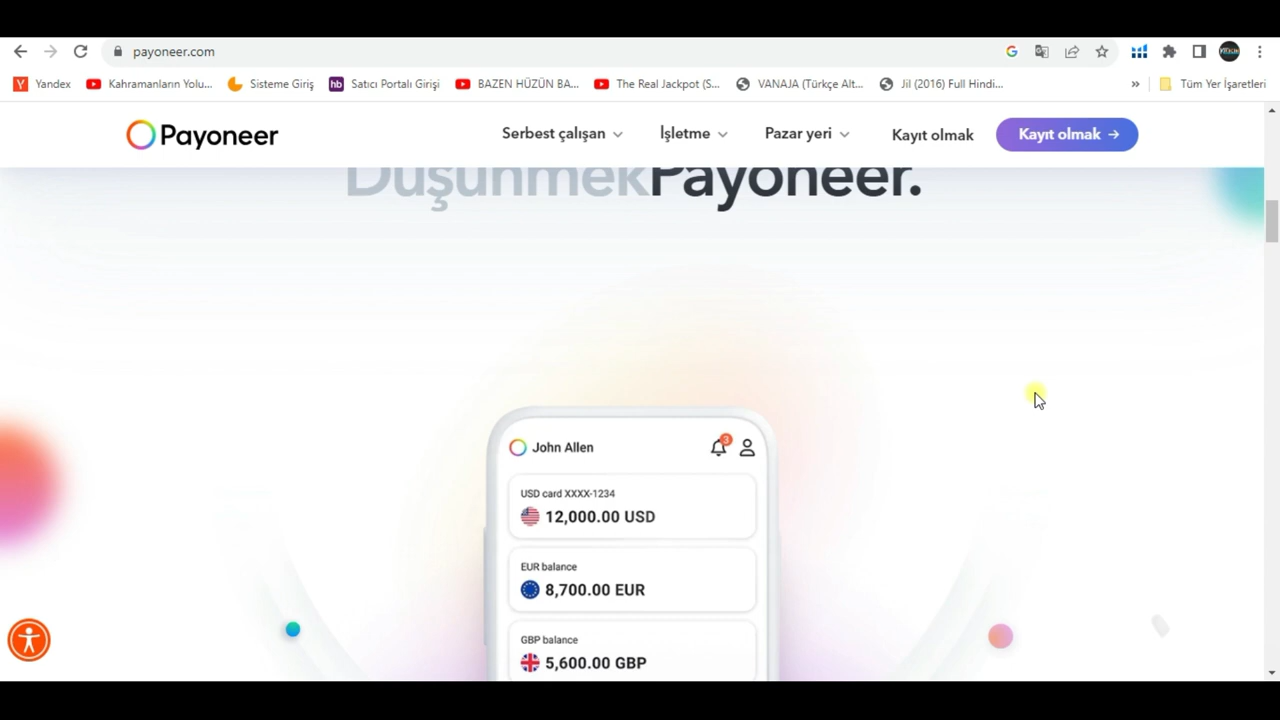 payoneer.com
Yandex
Kahramanların Yolu...
Sisteme Giriş
hb
Satıcı Portalı Girişi
BAZEN HÜZÜN BA...
The Real Jackpot (S...
VANAJA (Türkçe Alt...
Jil (2016) Full Hindi...
»
Tüm Yer İşaretleri
Payoneer
Serbest çalışan
İşletme
Pazar yeri
Kayıt olmak
Kayıt olmak →
DüşünmekPayoneer.
John Allen
3
USD card XXXX-1234
12,000.00 USD
EUR balance
8,700.00 EUR
GBP balance
5,600.00 GBP